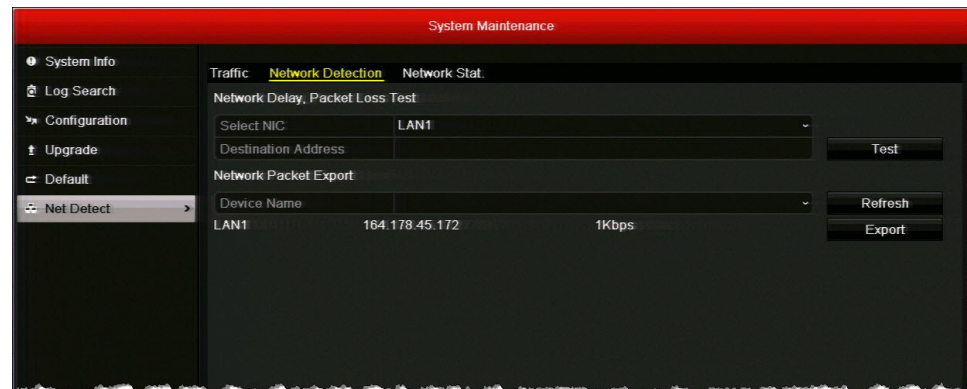 System Maintenance
System Info
Log Search
Configuration
Upgrade
Default
Net Detect >
Traffic Network Detection Network Stat.
Network Delay, Packet Loss Test
Select NIC LAN1
Destination Address
Test
Network Packet Export
Device Name
Refresh
LAN1 164.178.45.172 1Kbps
Export